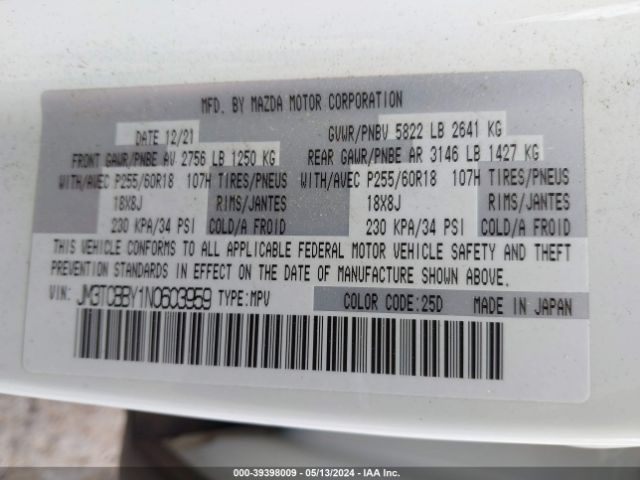 MFD. BY MAZDA MOTOR CORPORATION
DATE 12/21 GVWR/PNBV 5822 LB 2641 KG
FRONT GAWR/PNBE AV 2756 LB 1250 KG REAR GAWR/PNBE AR 3146 LB 1427 KG
WITH/AVEC P255/60R18 107H TIRES/PNEUS WITH/AVEC P255/60R18 107H TIRES/PNEUS
18X8J RIMS/JANTES 18X8J RIMS/JANTES
230 KPA/34 PSI COLD/A FROID 230 KPA/34 PSI COLD/A FROID
THIS VEHICLE CONFORMS TO ALL APPLICABLE FEDERAL MOTOR VEHICLE SAFETY AND THEFT
PREVENTION STANDARDS IN EFFECT ON THE DATE OF MANUFACTURE SHOWN ABOVE.
VIN: JM3TCBBY1N0603959 TYPE:MPV COLOR CODE:25D MADE IN JAPAN
000-39398009 — 05/13/2024 — IAA Inc.